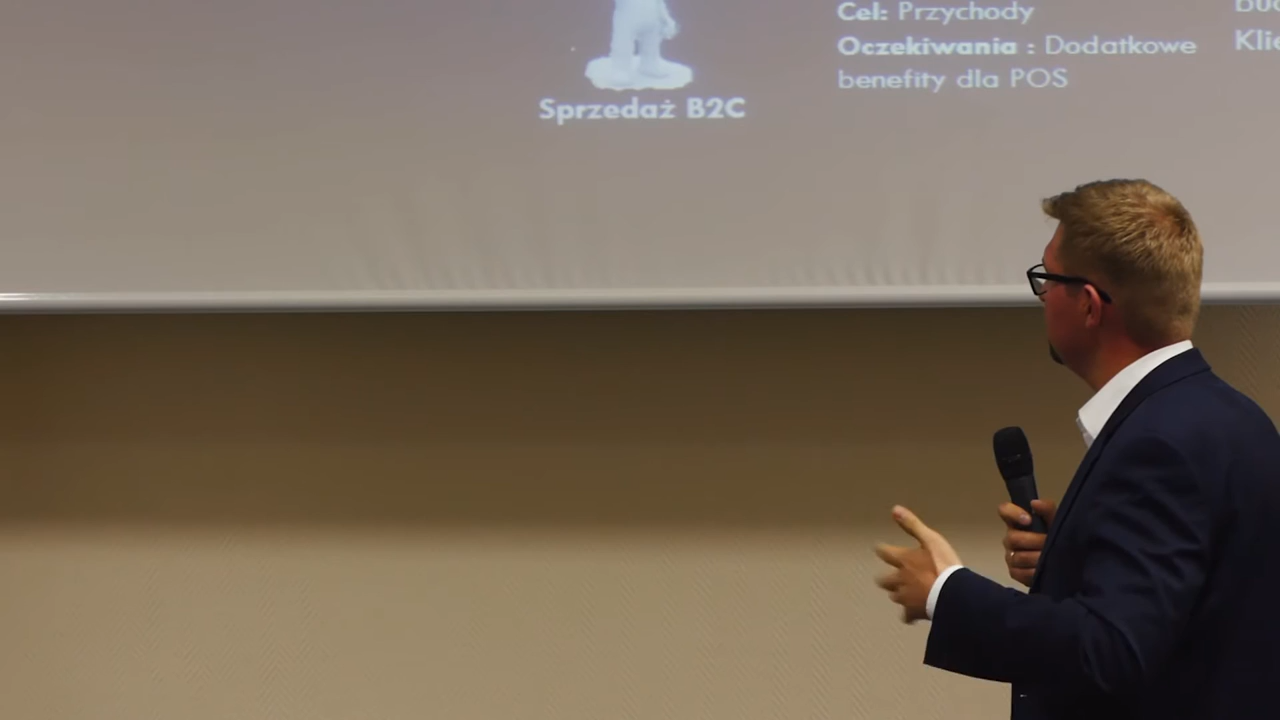 Cel: Przychody
Oczekiwania : Dodatkowe
benefity dla POS
Sprzedaż B2C